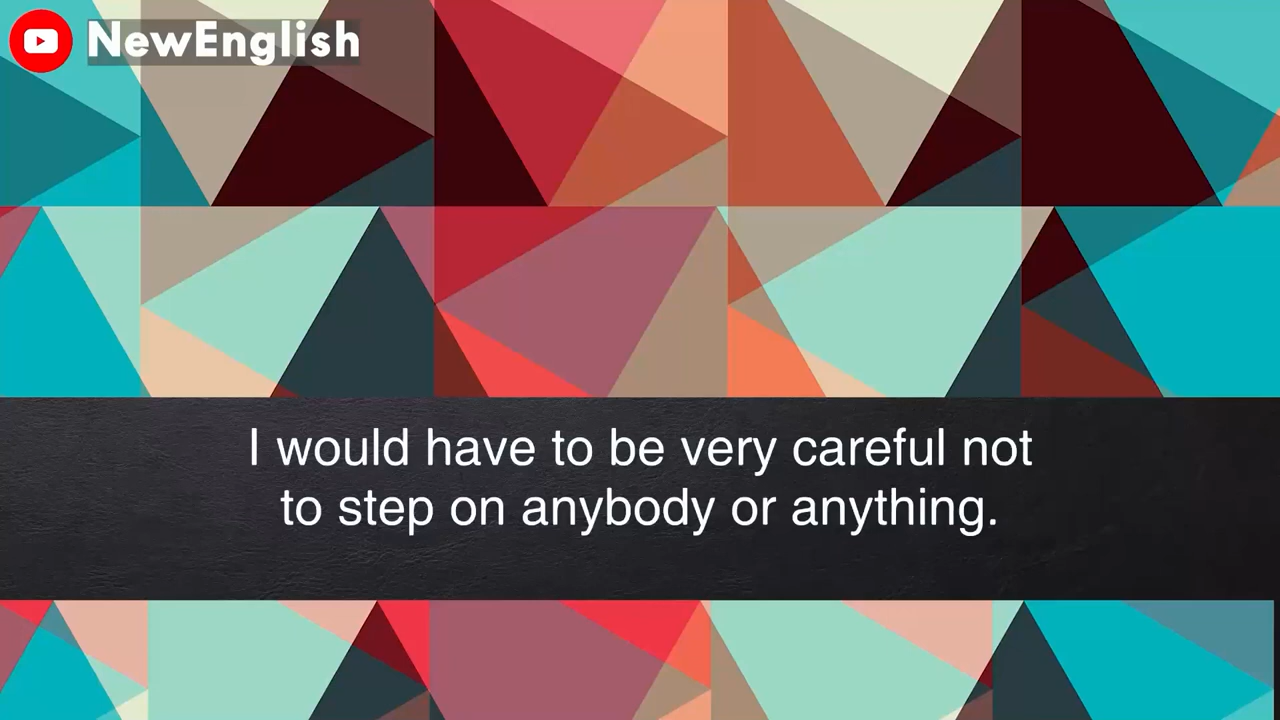 NewEnglish
I would have to be very careful not
to step on anybody or anything.